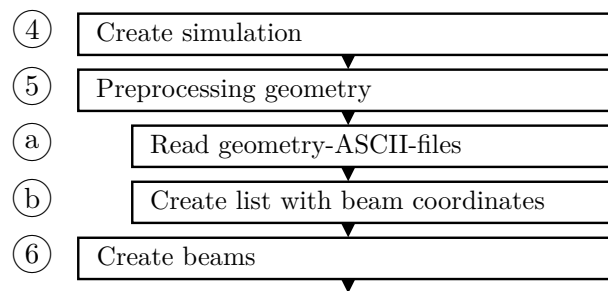 ④ Create simulation
⑤ Preprocessing geometry
ⓐ Read geometry-ASCII-files
ⓑ Create list with beam coordinates
⑥ Create beams